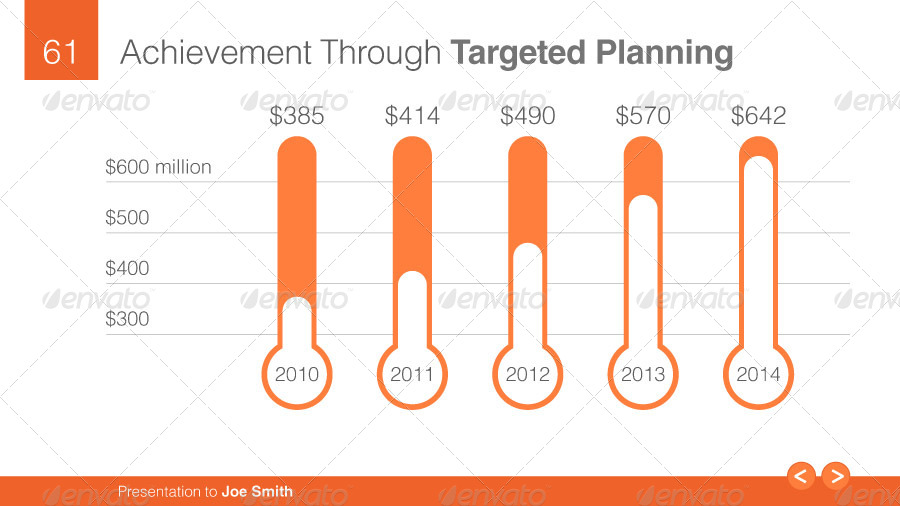 61
Achievement Through Targeted Planning
$385 $414 $490 $570 $642
$600 million
$500
$400
$300
2010 2011 2012 2013 2014
Presentation to Joe Smith
< >
envato